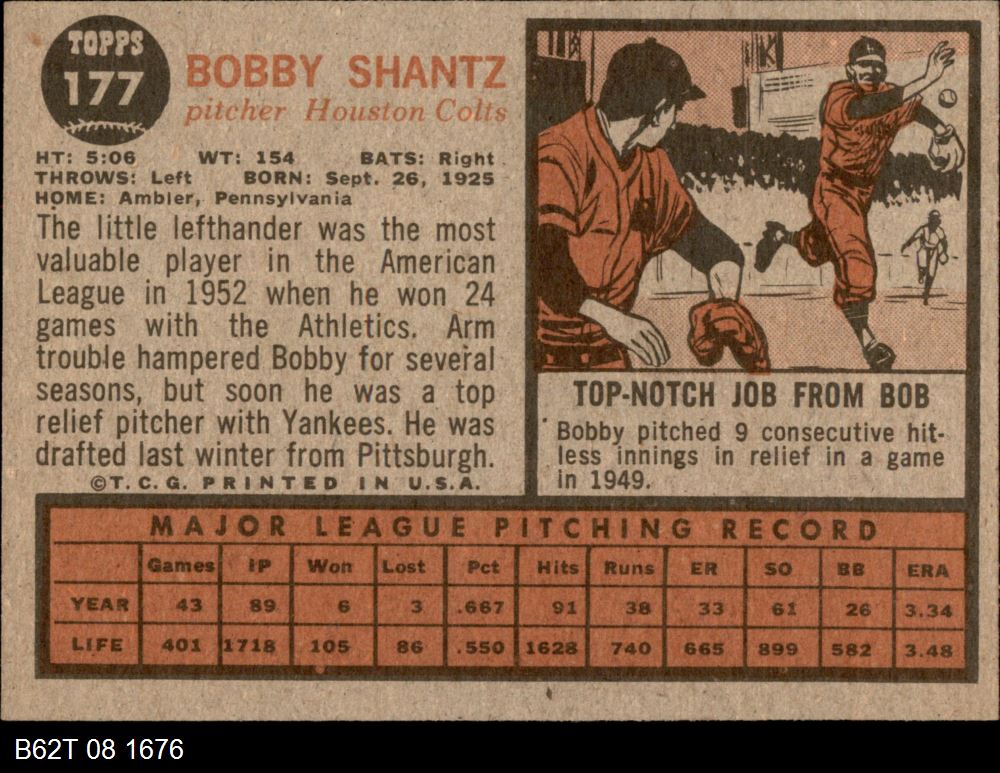 TOPPS
177
BOBBY SHANTZ
pitcher Houston Colts
HT: 5:06 WT: 154 BATS: Right
THROWS: Left BORN: Sept. 26, 1925
HOME: Ambler, Pennsylvania
The little lefthander was the most
valuable player in the American
League in 1952 when he won 24
games with the Athletics. Arm
trouble hampered Bobby for several
seasons, but soon he was a top
relief pitcher with Yankees. He was
drafted last winter from Pittsburgh.
©T.C.G. PRINTED IN U.S.A.
TOP-NOTCH JOB FROM BOB
Bobby pitched 9 consecutive hit-
less innings in relief in a game
in 1949.
MAJOR LEAGUE PITCHING RECORD
Games IP Won Lost Pct Hits Runs ER SO BB ERA
YEAR 43 89 6 3 .667 91 38 33 61 26 3.34
LIFE 401 1718 105 86 .550 1628 740 665 899 582 3.48
B62T 08 1676